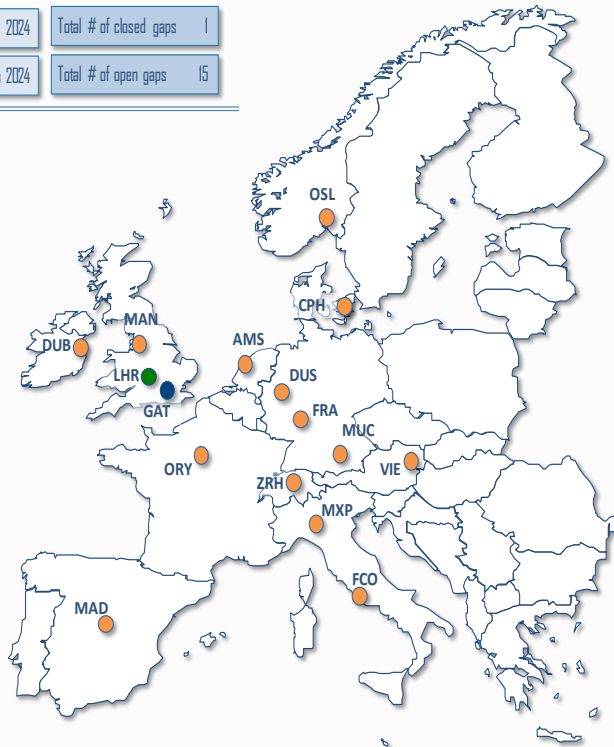 2024
Total # of closed gaps 1
2024
Total # of open gaps 15
OSL
CPH
MAN
DUB
AMS
LHR
DUS
GAT
FRA
MUC
ORY
VIE
ZRH
MXP
FCO
MAD